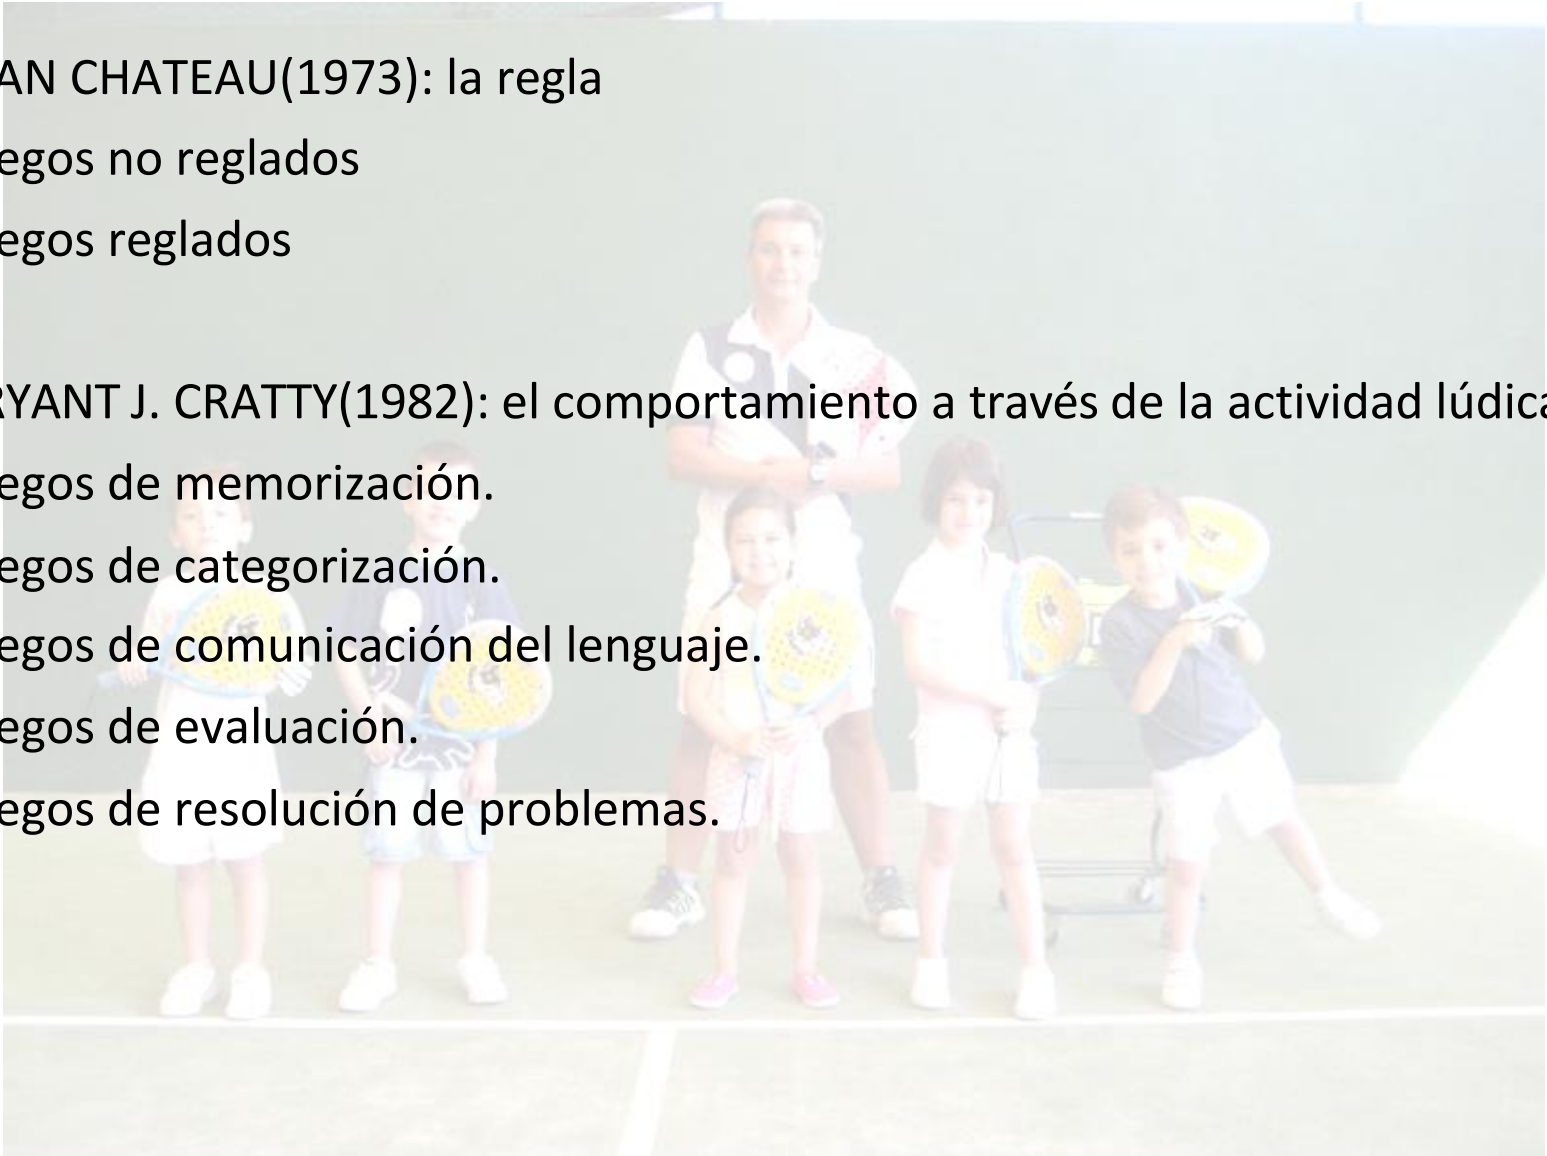 AN CHATEAU(1973): la regla
egos no reglados
egos reglados
RYANT J. CRATTY(1982): el comportamiento a través de la actividad lúdica
egos de memorización.
egos de categorización.
egos de comunicación del lenguaje.
egos de evaluación.
egos de resolución de problemas.